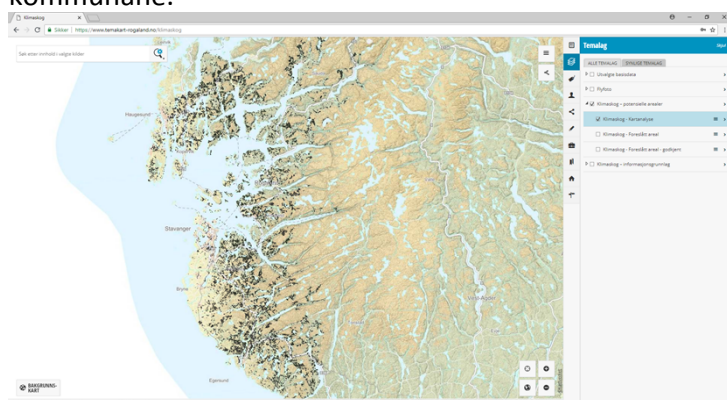 kommunane.
Klimaskog
Sikker | https://www.temakart-rogaland.no/klimaskog
Søk etter innhold i valgte kilder
Temalag
Skjul
ALLE TEMALAG
SYNLIGE TEMALAG
Utvalgte basisdata
Flyfoto
Klimaskog - potensielle arealer
Klimaskog - Kartanalyse
Klimaskog - Foreslått areal
Klimaskog - Foreslått areal - godkjent
Klimaskog - informasjonsgrunnlag
Haugesund
Stavanger
Bryne
Egersund
Vest-Agder
BAKGRUNNS-
KART